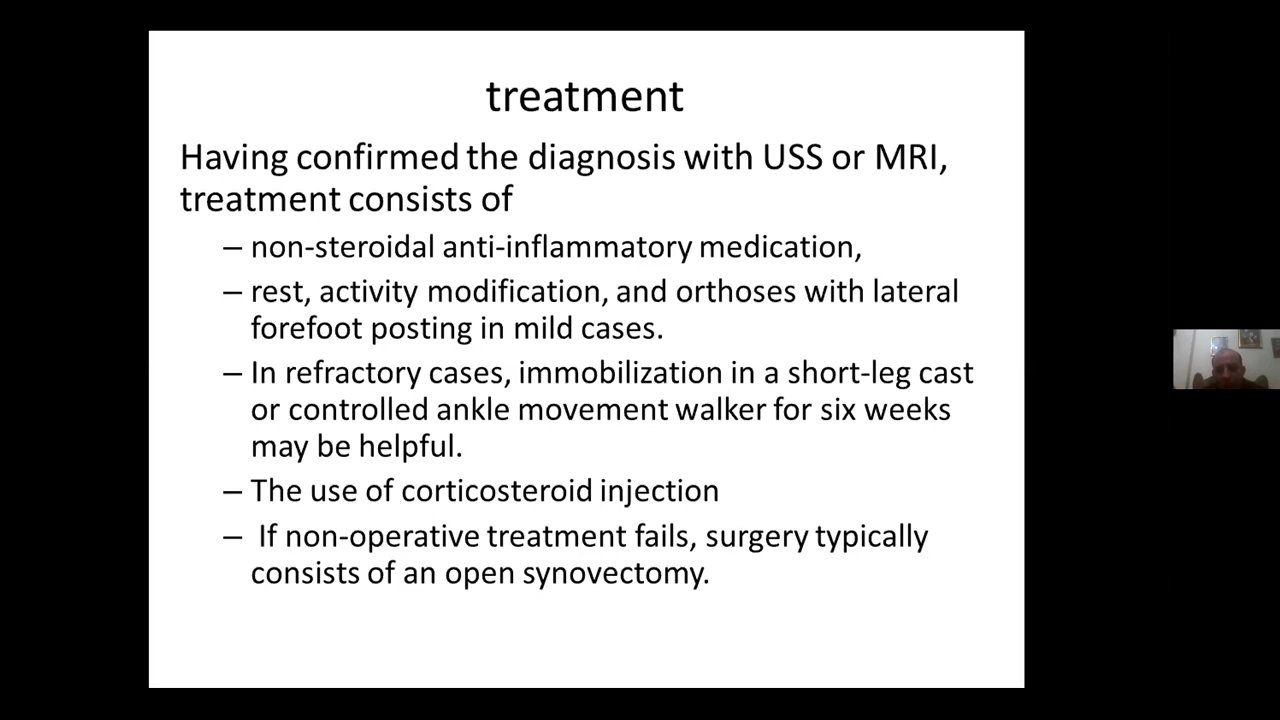 treatment
Having confirmed the diagnosis with USS or MRI,
treatment consists of
– non-steroidal anti-inflammatory medication,
– rest, activity modification, and orthoses with lateral
forefoot posting in mild cases.
– In refractory cases, immobilization in a short-leg cast
or controlled ankle movement walker for six weeks
may be helpful.
– The use of corticosteroid injection
– If non-operative treatment fails, surgery typically
consists of an open synovectomy.